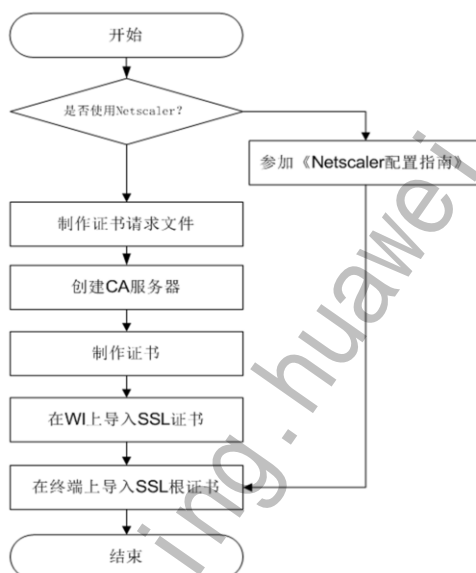 开始
是否使用Netscaler？
参加《Netscaler配置指南》
制作证书请求文件
创建CA服务器
制作证书
在WI上导入SSL证书
在终端上导入SSL根证书
结束
ing.huawei